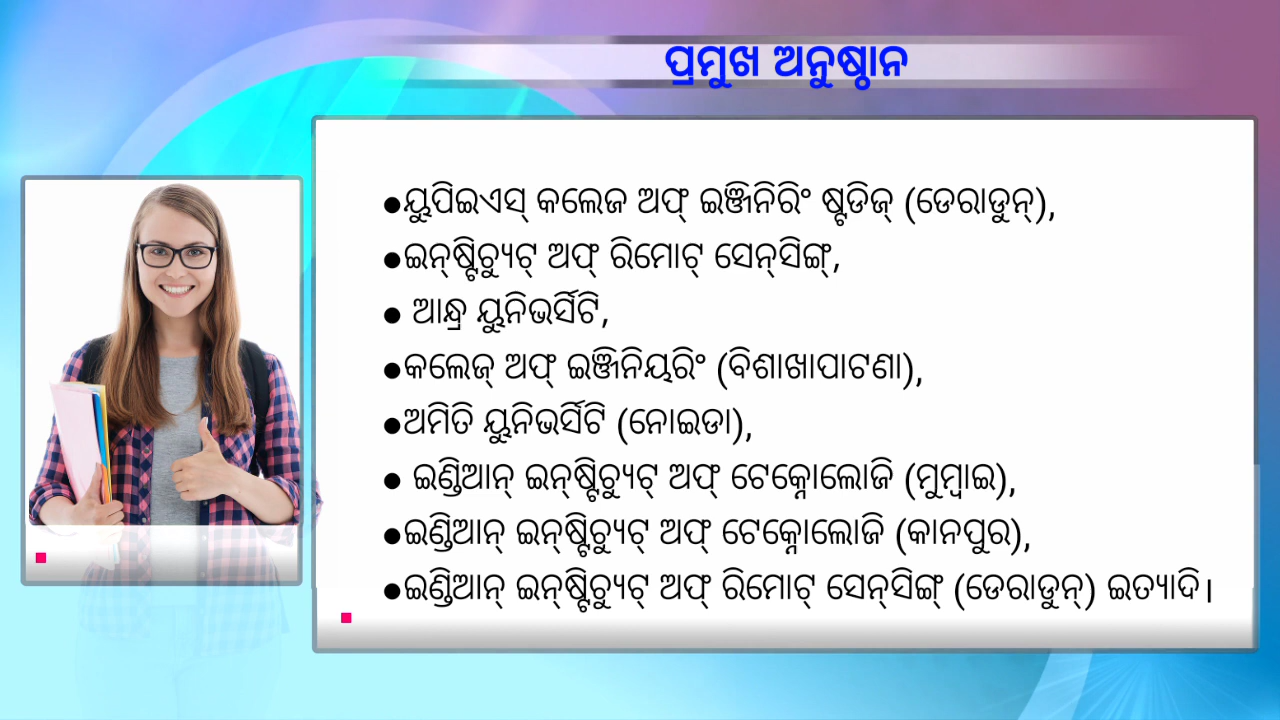 ପ୍ରମୁଖ ଅନୁଷ୍ଠାନ
●ୟୁପିଇଏସ୍ କଲେଜ ଅଫ୍ ଇଞ୍ଜିନିରିଂ ଷ୍ଟଡିଜ୍ (ଡେରାଡୁନ୍),
●ଇନ୍‌ଷ୍ଟିଚ୍ୟୁଟ୍ ଅଫ୍ ରିମୋଟ୍ ସେନ୍‌ସିଙ୍ଗ୍,
● ଆନ୍ଧ୍ର ୟୁନିଭର୍ସିଟି,
●କଲେଜ୍ ଅଫ୍ ଇଞ୍ଜିନିୟରିଂ (ବିଶାଖାପାଟଣା),
●ଅମିତି ୟୁନିଭର୍ସିଟି (ନୋଇଡା),
● ଇଣ୍ଡିଆନ୍ ଇନ୍‌ଷ୍ଟିଚ୍ୟୁଟ୍ ଅଫ୍ ଟେକ୍ନୋଲୋଜି (ମୁମ୍ବାଇ),
●ଇଣ୍ଡିଆନ୍ ଇନ୍‌ଷ୍ଟିଚ୍ୟୁଟ୍ ଅଫ୍ ଟେକ୍ନୋଲୋଜି (କାନପୁର),
●ଇଣ୍ଡିଆନ୍ ଇନ୍‌ଷ୍ଟିଚ୍ୟୁଟ୍ ଅଫ୍ ରିମୋଟ୍ ସେନ୍‌ସିଙ୍ଗ୍ (ଡେରାଡୁନ୍) ଇତ୍ୟାଦି।